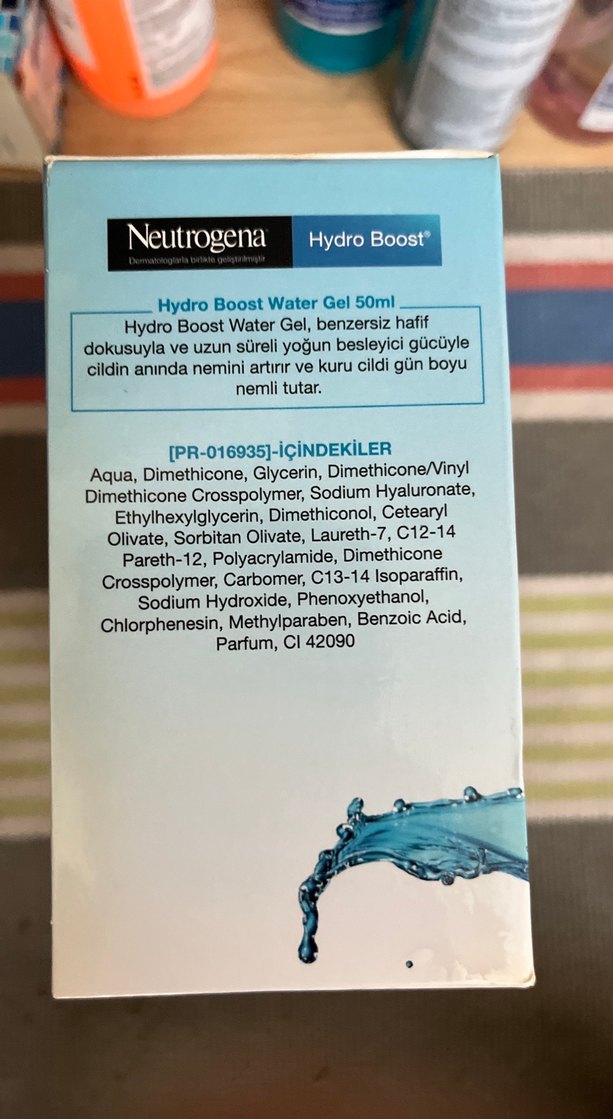 Neutrogena®
Dermatologlarla birlikte geliştirilmiştir
Hydro Boost®
Hydro Boost Water Gel 50ml
Hydro Boost Water Gel, benzersiz hafif
dokusuyla ve uzun süreli yoğun besleyici gücüyle
cildin anında nemini artırır ve kuru cildi gün boyu
nemli tutar.
[PR-016935]-İÇİNDEKİLER
Aqua, Dimethicone, Glycerin, Dimethicone/Vinyl
Dimethicone Crosspolymer, Sodium Hyaluronate,
Ethylhexylglycerin, Dimethiconol, Cetearyl
Olivate, Sorbitan Olivate, Laureth-7, C12-14
Pareth-12, Polyacrylamide, Dimethicone
Crosspolymer, Carbomer, C13-14 Isoparaffin,
Sodium Hydroxide, Phenoxyethanol,
Chlorphenesin, Methylparaben, Benzoic Acid,
Parfum, CI 42090